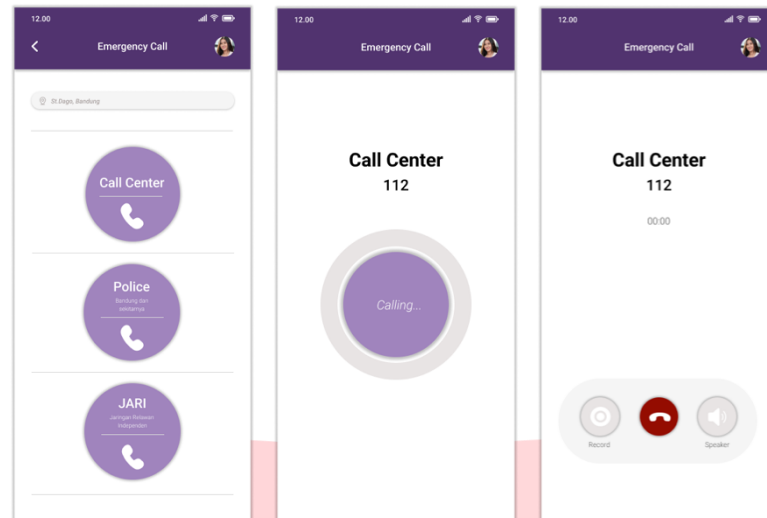 12.00
Emergency Call
Dt.Dago, Bandung
Call Center
Police
Bandung dan
sekitarnya
JARI
Jaringan Relawan
Independen
12.00
Emergency Call
Call Center
112
Calling...
12.00
Emergency Call
Call Center
112
00:00
Record
Speaker